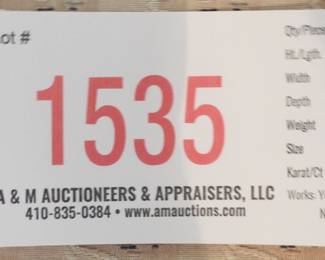 ot #
1535
A & M AUCTIONEERS & APPRAISERS, LLC
410-835-0384 • www.amauctions.com
Qty/Piece
Ht./Lgth.
Width
Depth
Weight
Size
Karat/Ct
Works: Y
N